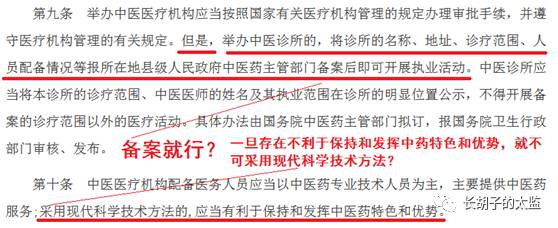 第九条 举办中医医疗机构应当按照国家有关医疗机构管理的规定办理审批手续，并遵
守医疗机构管理的有关规定。但是，举办中医诊所的，将诊所的名称、地址、诊疗范围、人
员配备情况等报所在地县级人民政府中医药主管部门备案后即可开展执业活动。中医诊所应
当将本诊所的诊疗范围、中医医师的姓名及其执业范围在诊所的明显位置公示，不得开展备
案的诊疗范围以外的医疗活动。具体办法由国务院中医药主管部门拟订，报国务院卫生行政
部门审核、发布。
备案就行？
一旦存在不利于保持和发挥中药特色和优势，就不
可采用现代科学技术方法？
第十条 中医医疗机构配备医务人员应当以中医药专业技术人员为主，主要提供中医药
服务;采用现代科学技术方法的,应当有利于保持和发挥中医药特色和优势。
长胡子的太监